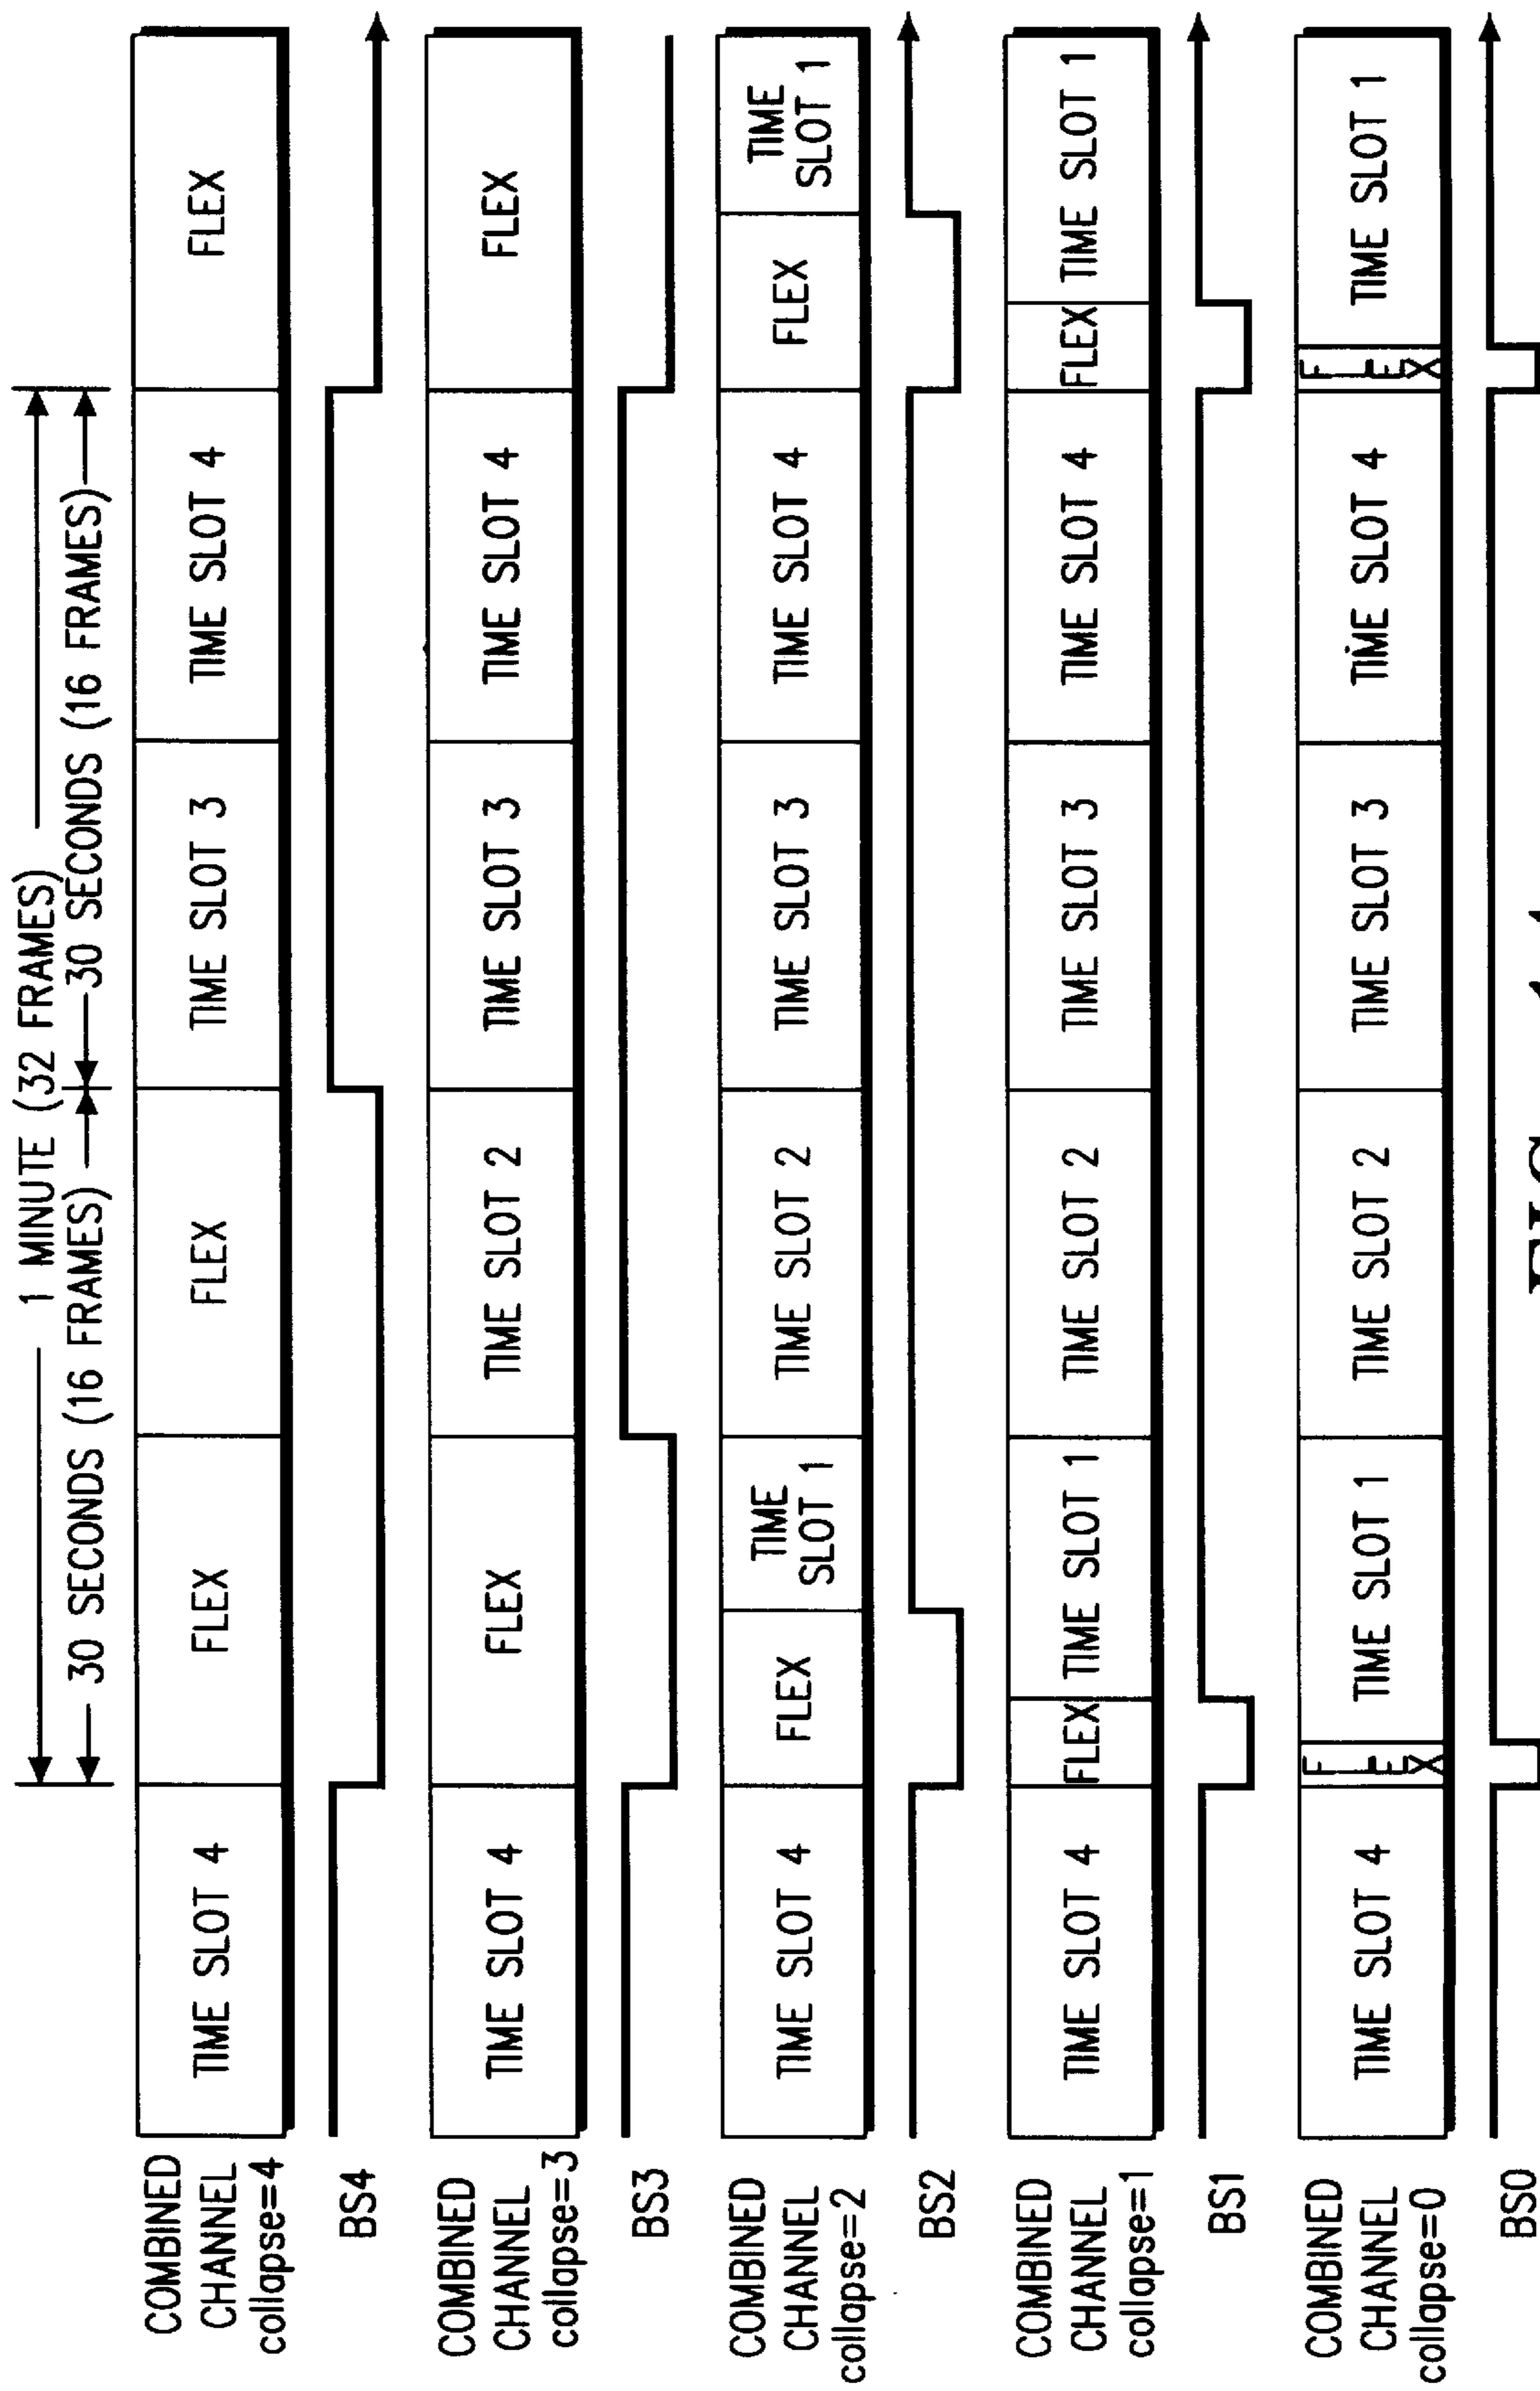 1 MINUTE (32 FRAMES)
30 SECONDS (16 FRAMES) 30 SECONDS (16 FRAMES)
COMBINED
CHANNEL
collapse=4
TIME SLOT 4 FLEX FLEX TIME SLOT 3 TIME SLOT 4 FLEX
BS4
COMBINED
CHANNEL
collapse=3
TIME SLOT 4 FLEX TIME SLOT 2 TIME SLOT 3 TIME SLOT 4 FLEX
BS3
COMBINED
CHANNEL
collapse=2
TIME SLOT 4 FLEX TIME SLOT 1 TIME SLOT 2 TIME SLOT 3 TIME SLOT 4 FLEX TIME SLOT 1
BS2
COMBINED
CHANNEL
collapse=1
TIME SLOT 4 FLEX TIME SLOT 1 TIME SLOT 2 TIME SLOT 3 TIME SLOT 4 FLEX TIME SLOT 1
BS1
COMBINED
CHANNEL
collapse=0
TIME SLOT 4 FLEX TIME SLOT 1 TIME SLOT 2 TIME SLOT 3 TIME SLOT 4 FLEX TIME SLOT 1
BS0